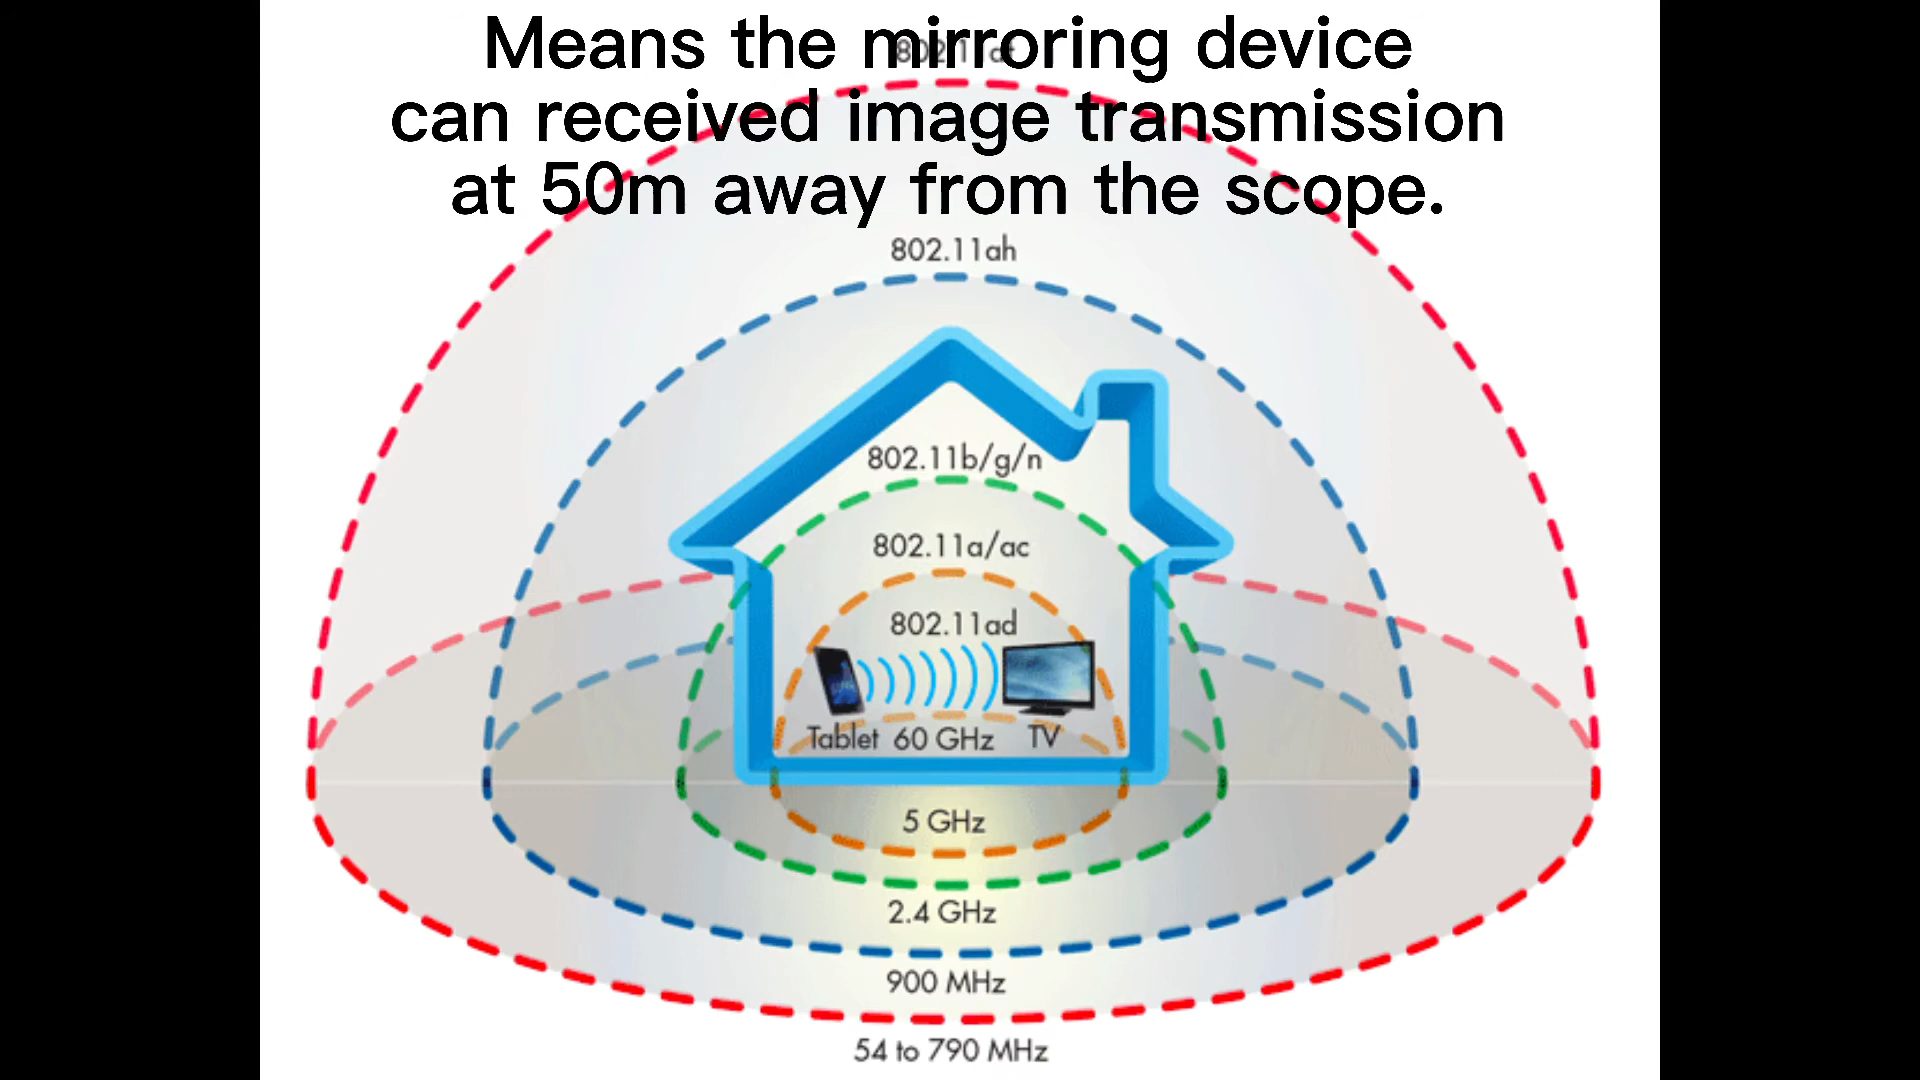 Means the mirroring device
can received image transmission
at 50m away from the scope.
802.11ah
802.11b/g/n
802.11a/ac
802.11ad
Tablet 60 GHz TV
5 GHz
2.4 GHz
900 MHz
54 to 790 MHz